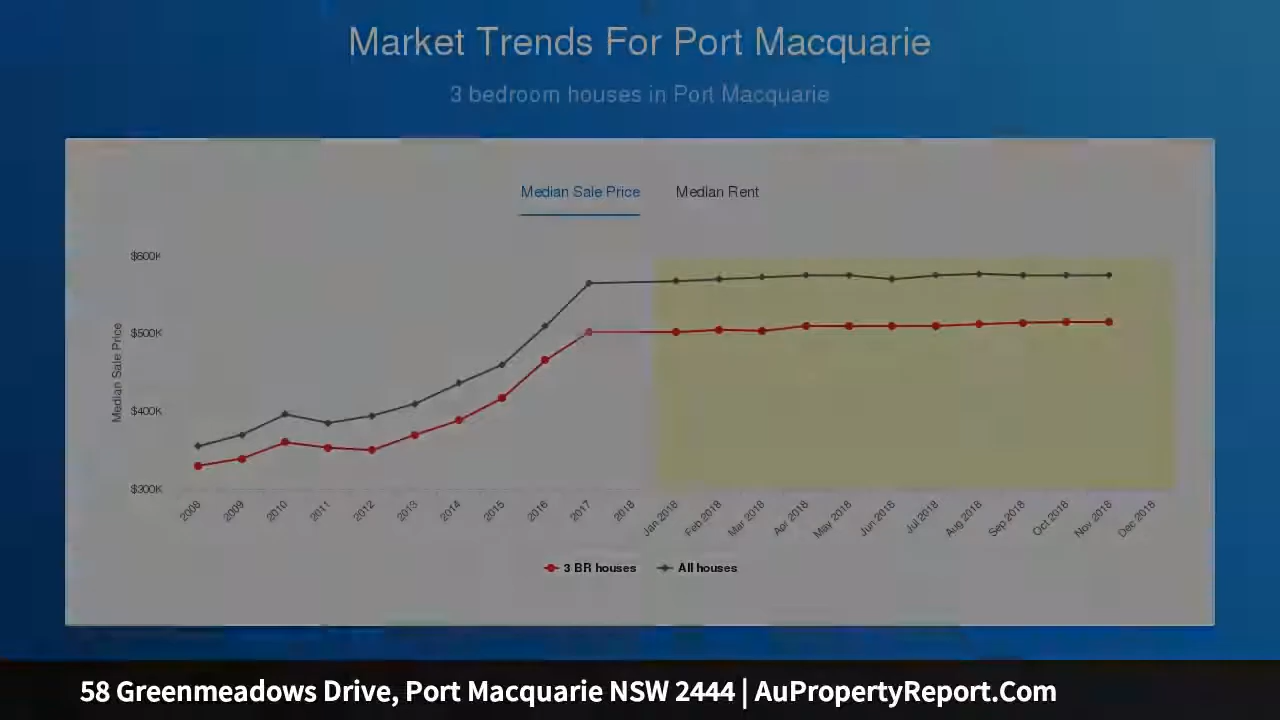 Market Trends For Port Macquarie
3 bedroom houses in Port Macquarie
Median Sale Price Median Rent
$600K
$500K
$400K
$300K
Median Sale Price
2008 2009 2010 2011 2012 2013 2014 2015 2016 2017 2018 Jan 2018 Feb 2018 Mar 2018 Apr 2018 May 2018 Jun 2018 Jul 2018 Aug 2018 Sep 2018 Oct 2018 Nov 2018 Dec 2018
3 BR houses All houses
58 Greenmeadows Drive, Port Macquarie NSW 2444 | AuPropertyReport.Com